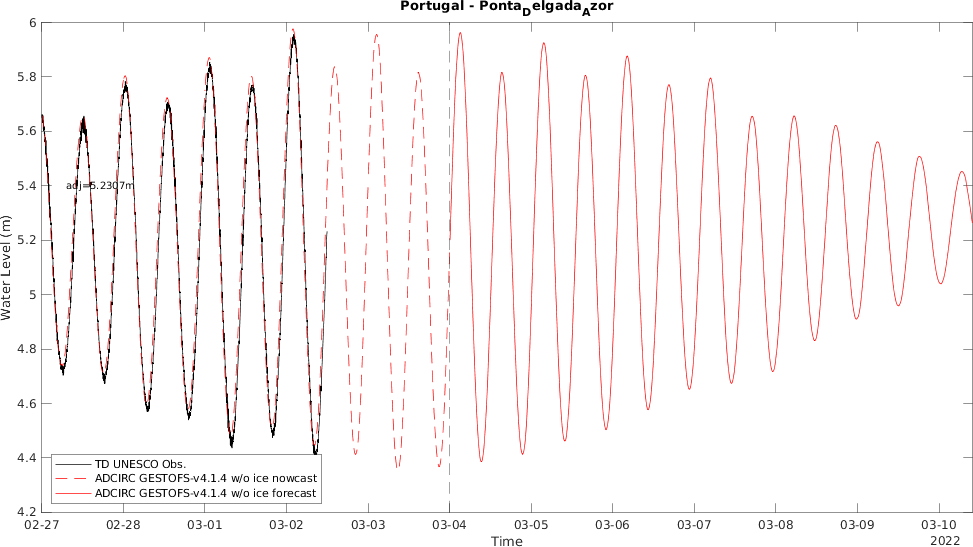 Portugal - PontaDelgadaAzor
6
5.8
5.6
5.4
5.2
5
4.8
4.6
4.4
4.2
Water Level (m)
adj=5.2307m
TD UNESCO Obs.
ADCIRC GESTOFS-v4.1.4 w/o ice nowcast
ADCIRC GESTOFS-v4.1.4 w/o ice forecast
02-27 02-28 03-01 03-02 03-03 03-04 03-05 03-06 03-07 03-08 03-09 03-10
Time
2022